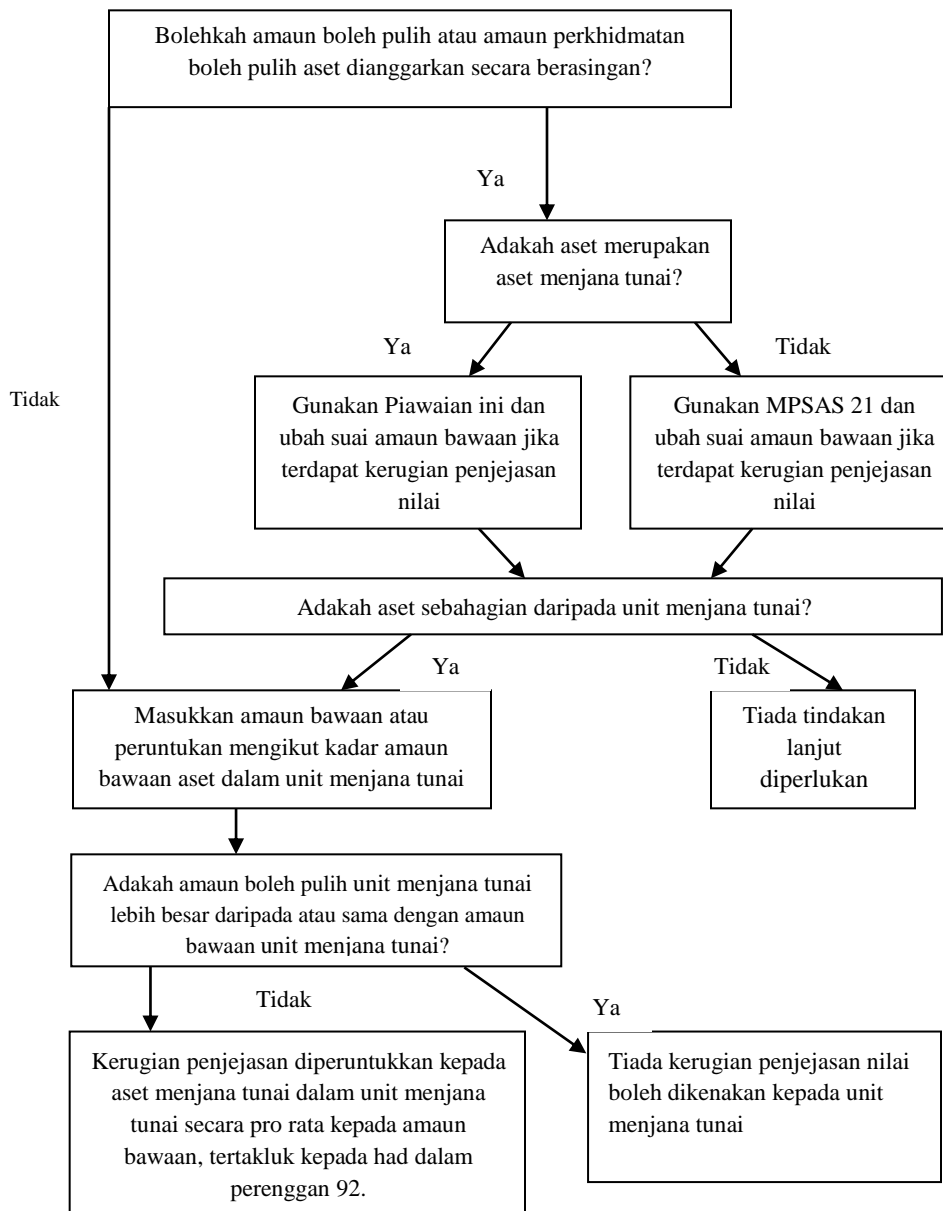 Bolehkah amaun boleh pulih atau amaun perkhidmatan
boleh pulih aset dianggarkan secara berasingan?
Ya
Adakah aset merupakan
aset menjana tunai?
Ya
Tidak
Tidak
Gunakan Piawaian ini dan
ubah suai amaun bawaan jika
terdapat kerugian penjejasan
nilai
Gunakan MPSAS 21 dan
ubah suai amaun bawaan jika
terdapat kerugian penjejasan
nilai
Adakah aset sebahagian daripada unit menjana tunai?
Ya
Tidak
Masukkan amaun bawaan atau
peruntukan mengikut kadar amaun
bawaan aset dalam unit menjana tunai
Tiada tindakan
lanjut
diperlukan
Adakah amaun boleh pulih unit menjana tunai
lebih besar daripada atau sama dengan amaun
bawaan unit menjana tunai?
Tidak
Ya
Kerugian penjejasan diperuntukkan kepada
aset menjana tunai dalam unit menjana
tunai secara pro rata kepada amaun
bawaan, tertakluk kepada had dalam
perenggan 92.
Tiada kerugian penjejasan nilai
boleh dikenakan kepada unit
menjana tunai